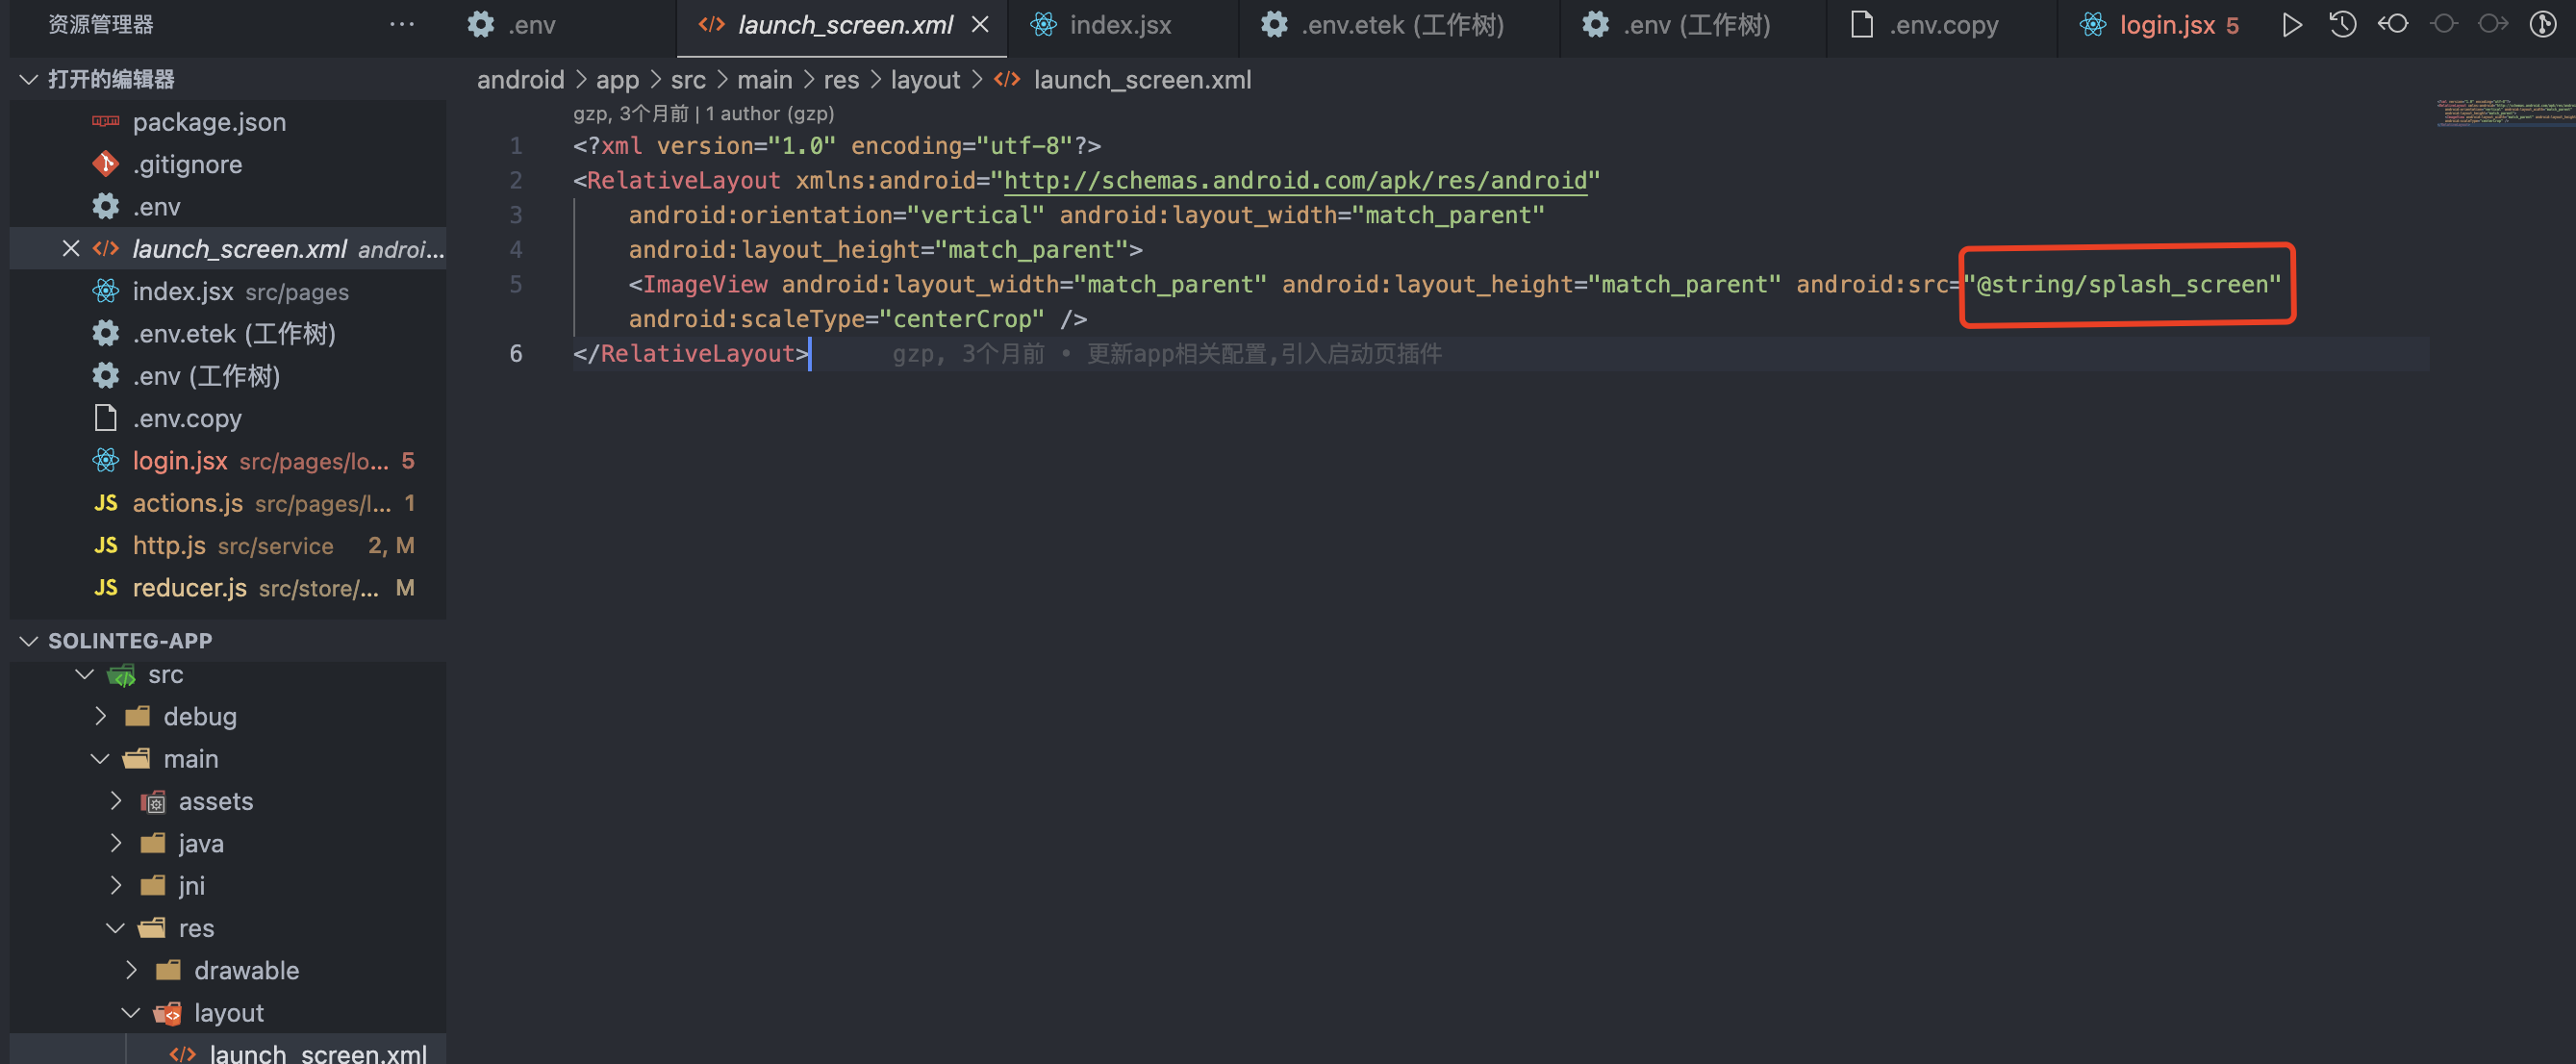 资源管理器 ···
.env
launch_screen.xml
index.jsx
.env.etek (工作树)
.env (工作树)
.env.copy
login.jsx 5
打开的编辑器
package.json
.gitignore
.env
launch_screen.xml androi...
index.jsx src/pages
.env.etek (工作树)
.env (工作树)
.env.copy
login.jsx src/pages/lo... 5
actions.js src/pages/l... 1
http.js src/service 2, M
reducer.js src/store/... M
SOLINTEG-APP
src
debug
main
assets
java
jni
res
drawable
layout
launch_screen.xml
android > app > src > main > res > layout > launch_screen.xml
gzp, 3个月前 | 1 author (gzp)
1 <?xml version="1.0" encoding="utf-8"?>
2 <RelativeLayout xmlns:android="http://schemas.android.com/apk/res/android"
3 android:orientation="vertical" android:layout_width="match_parent"
4 android:layout_height="match_parent">
5 <ImageView android:layout_width="match_parent" android:layout_height="match_parent" android:src="@string/splash_screen"
android:scaleType="centerCrop" />
6 </RelativeLayout> gzp, 3个月前 • 更新app相关配置,引入启动页插件